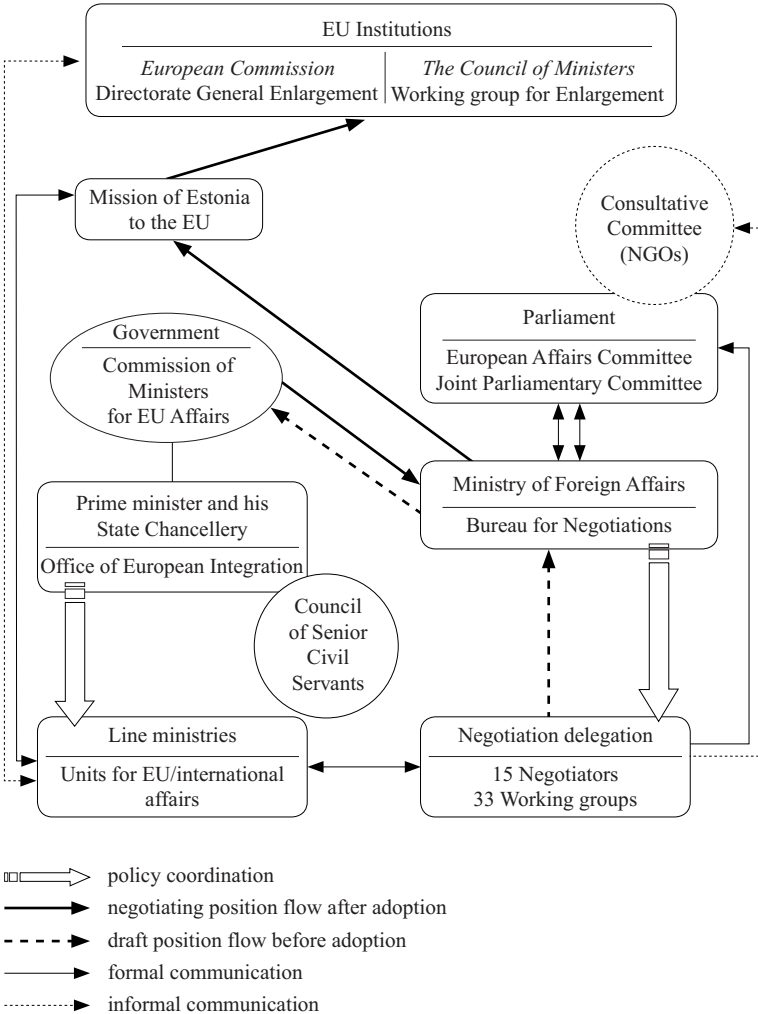 EU Institutions
European Commission
Directorate General Enlargement
The Council of Ministers
Working group for Enlargement
Mission of Estonia
to the EU
Consultative
Committee
(NGOs)
Government
Commission of
Ministers
for EU Affairs
Parliament
European Affairs Committee
Joint Parliamentary Committee
Prime minister and his
State Chancellery
Office of European Integration
Ministry of Foreign Affairs
Bureau for Negotiations
Council
of Senior
Civil
Servants
Line ministries
Units for EU/international
affairs
Negotiation delegation
15 Negotiators
33 Working groups
policy coordination
negotiating position flow after adoption
draft position flow before adoption
formal communication
informal communication